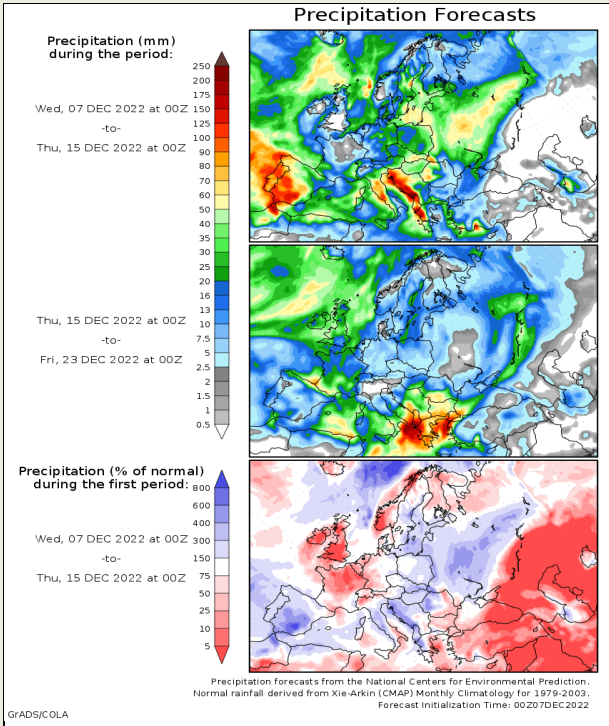 Precipitation Forecasts
Precipitation (mm)
during the period:
Wed, 07 DEC 2022 at 00Z
-to-
Thu, 15 DEC 2022 at 00Z
250
200
175
150
125
100
90
80
70
60
50
40
35
30
25
20
16
13
10
7.5
5
2.5
2
1.5
1
0.5
Thu, 15 DEC 2022 at 00Z
-to-
Fri, 23 DEC 2022 at 00Z
Precipitation (% of normal)
during the first period:
Wed, 07 DEC 2022 at 00Z
-to-
Thu, 15 DEC 2022 at 00Z
800
600
400
300
150
75
50
25
10
5
Precipitation forecasts from the National Centers for Environmental Prediction.
Normal rainfall derived from Xie-Arkin (CMAP) Monthly Climatology for 1979-2003.
Forecast Initialization Time: 00Z07DEC2022
GrADS/COLA